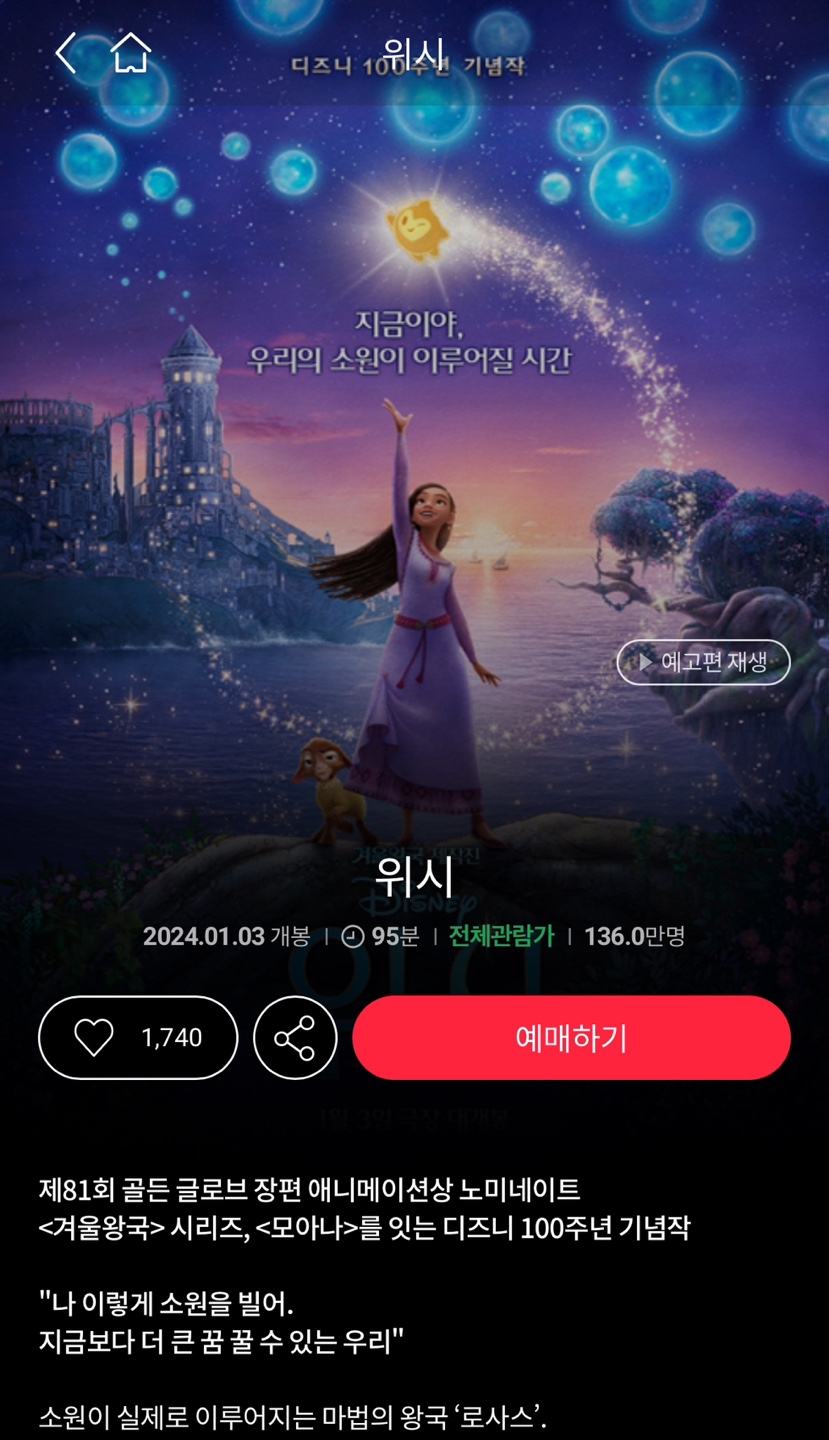 위시
디즈니 100주년 기념작
지금이야,
우리의 소원이 이루어질 시간
예고편 재생
겨울왕국 제작진
위시
Disney
2024.01.03 개봉 | 95분 | 전체관람가 | 136.0만명
1,740
예매하기
1월 3일 극장 대개봉
제81회 골든 글로브 장편 애니메이션상 노미네이트
<겨울왕국> 시리즈, <모아나>를 잇는 디즈니 100주년 기념작
"나 이렇게 소원을 빌어.
지금보다 더 큰 꿈 꿀 수 있는 우리"
소원이 실제로 이루어지는 마법의 왕국 ‘로사스’.